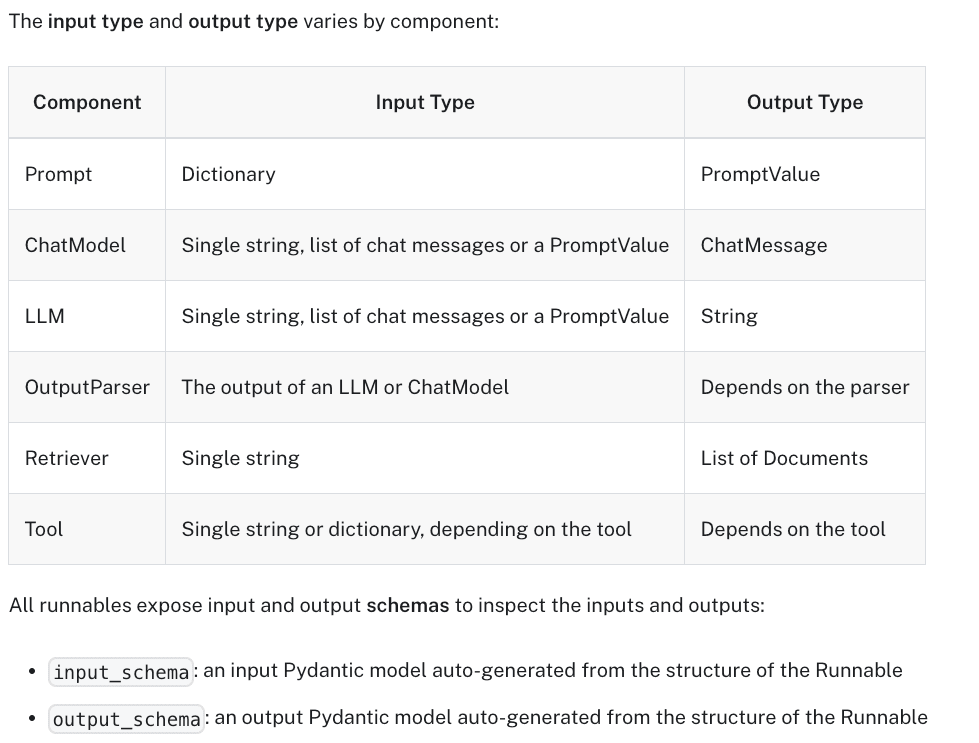 The input type and output type varies by component:
Component Input Type Output Type
Prompt Dictionary PromptValue
ChatModel Single string, list of chat messages or a PromptValue ChatMessage
LLM Single string, list of chat messages or a PromptValue String
OutputParser The output of an LLM or ChatModel Depends on the parser
Retriever Single string List of Documents
Tool Single string or dictionary, depending on the tool Depends on the tool
All runnables expose input and output schemas to inspect the inputs and outputs:
• input_schema: an input Pydantic model auto-generated from the structure of the Runnable
• output_schema: an output Pydantic model auto-generated from the structure of the Runnable